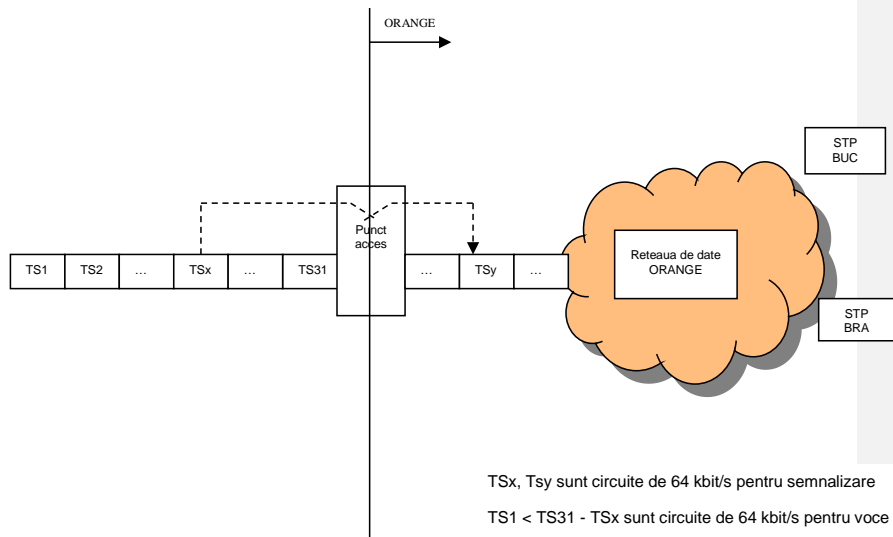 ORANGE
STP
BUC
Punct
acces
TS1 TS2 ... TSx ... TS31 ... TSy ...
Reteaua de date
ORANGE
STP
BRA
TSx, Tsy sunt circuite de 64 kbit/s pentru semnalizare
TS1 < TS31 - TSx sunt circuite de 64 kbit/s pentru voce